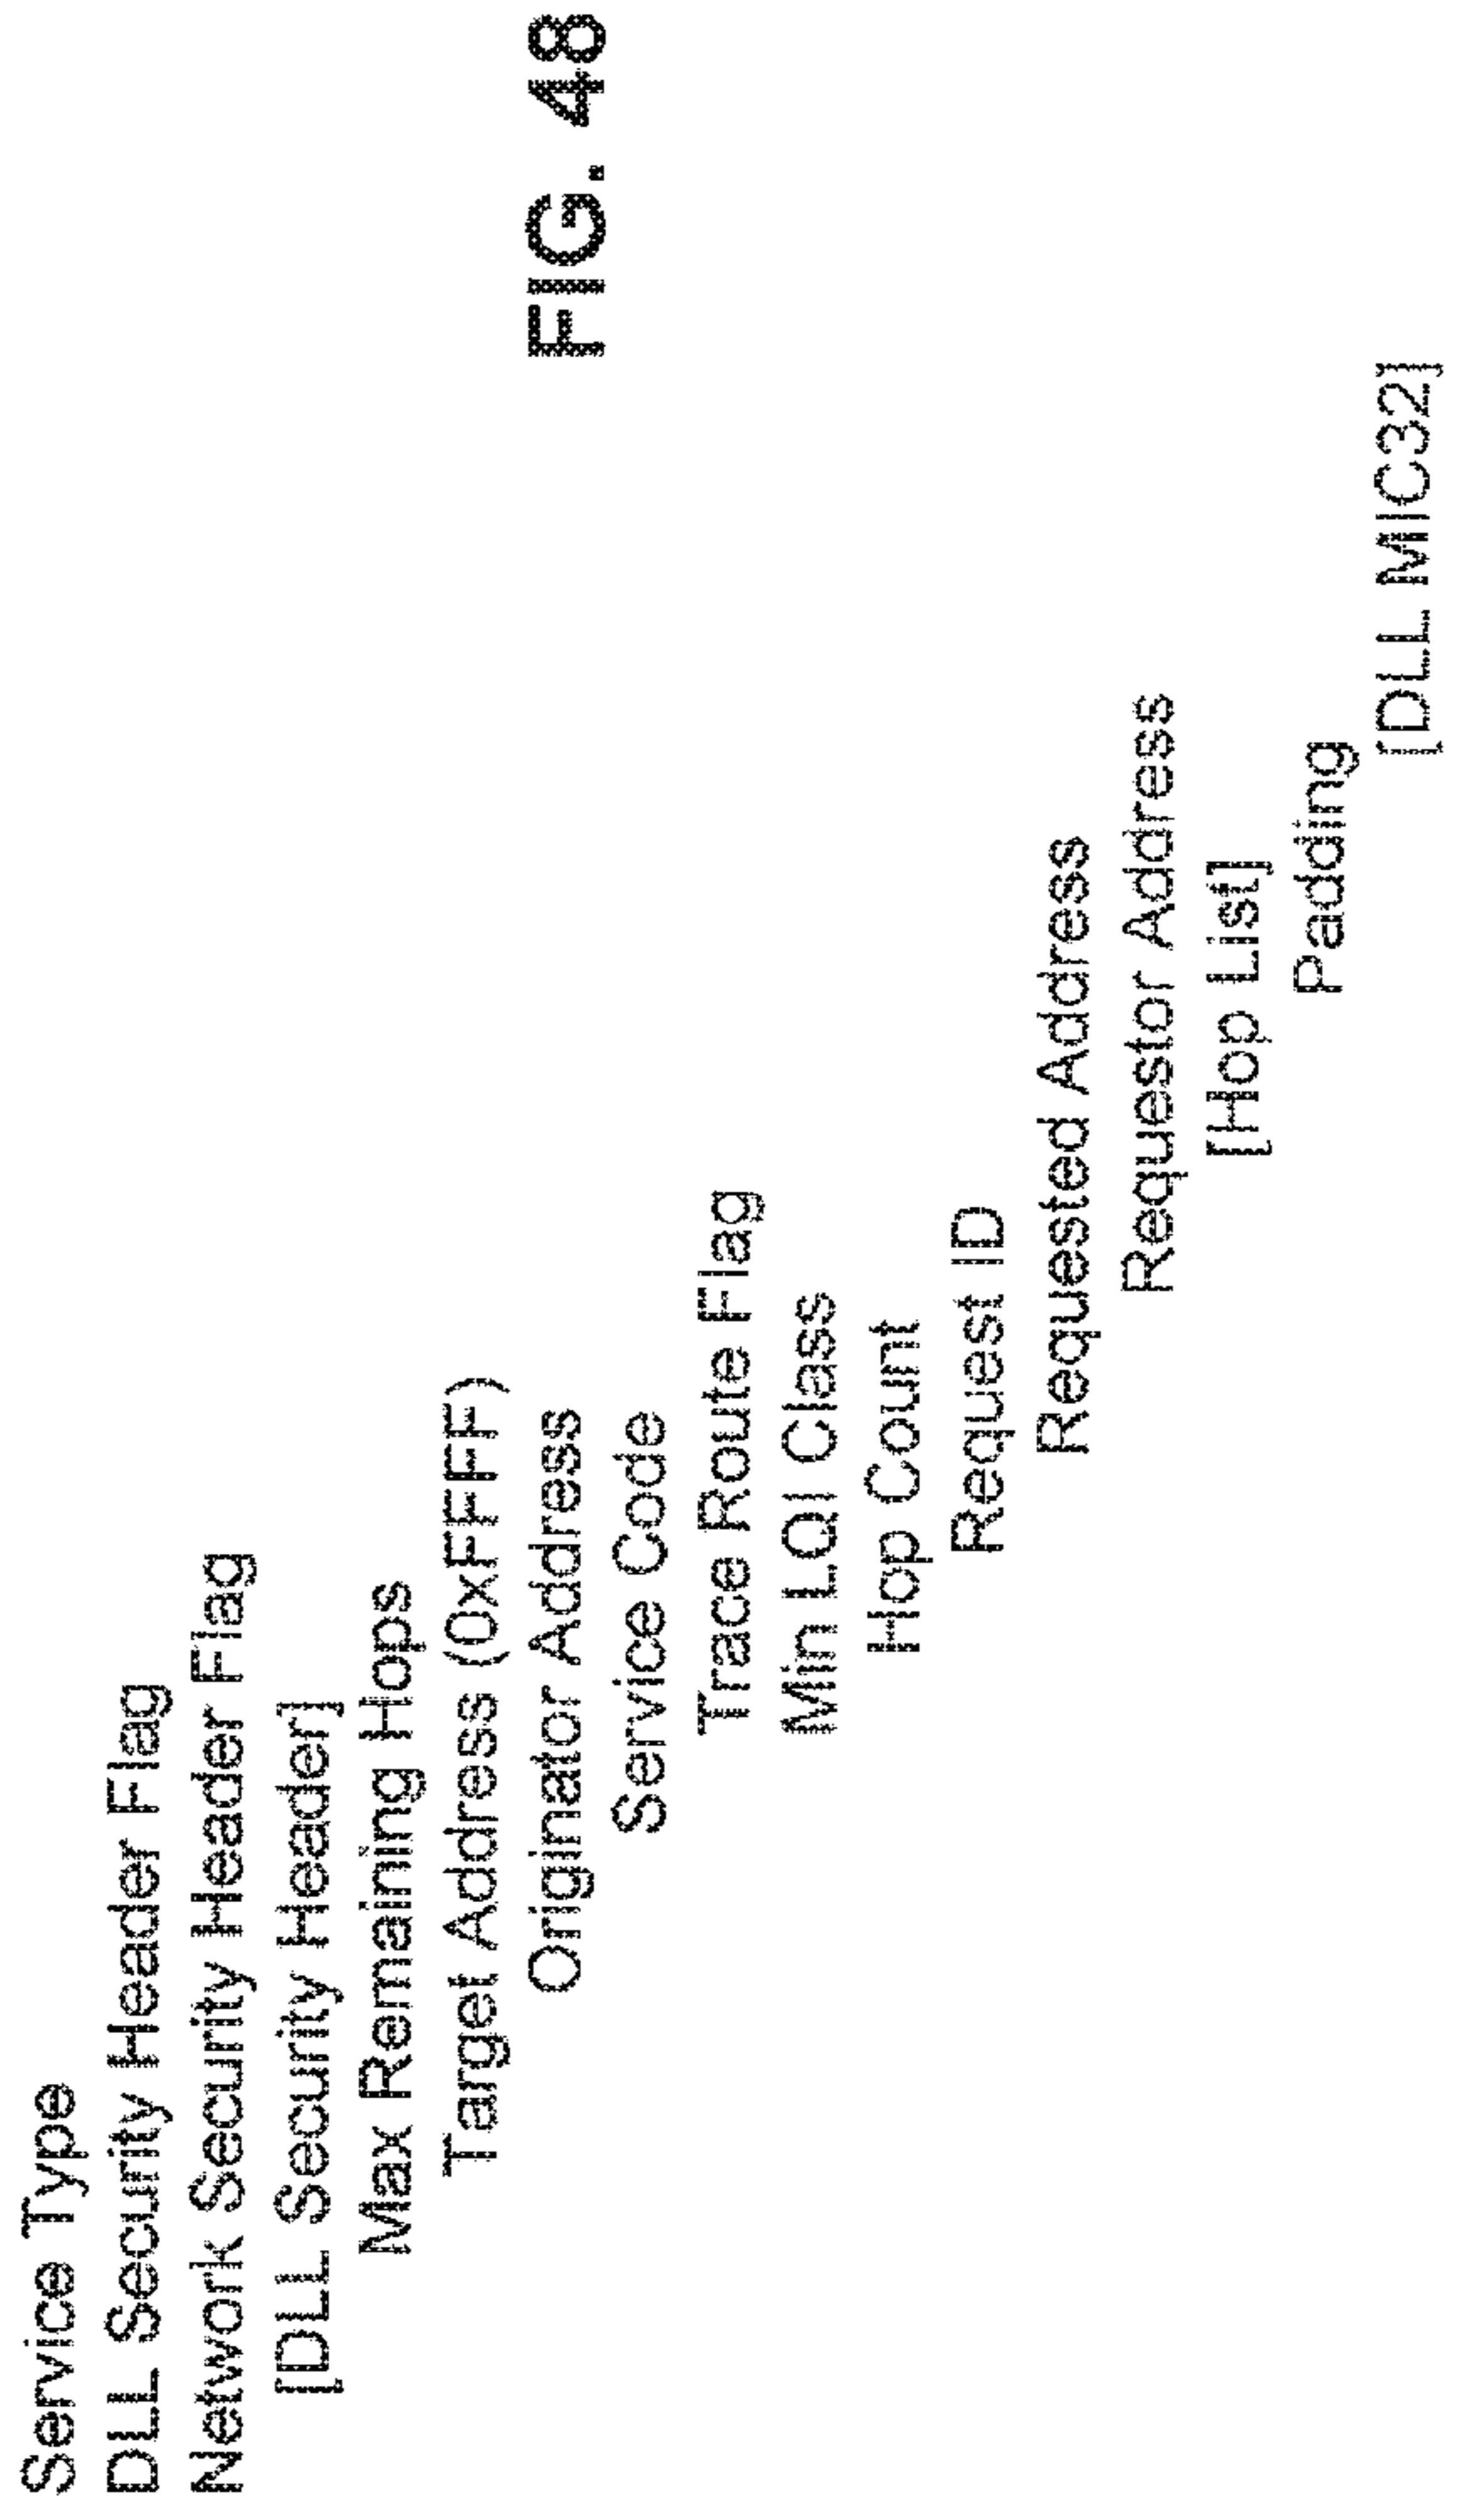 Service Type
DLL Security Header Flag
Network Security Header Flag
[DLL Security Header]
Max Remaining Hops
Target Address (0xFFFF)
Originator Address
Service Code
Trace Route Flag
Min LQI Class
Hop Count
Request ID
Requested Address
Requestor Address
[Hop List]
Padding
[DLL MIC32]
FIG. 48